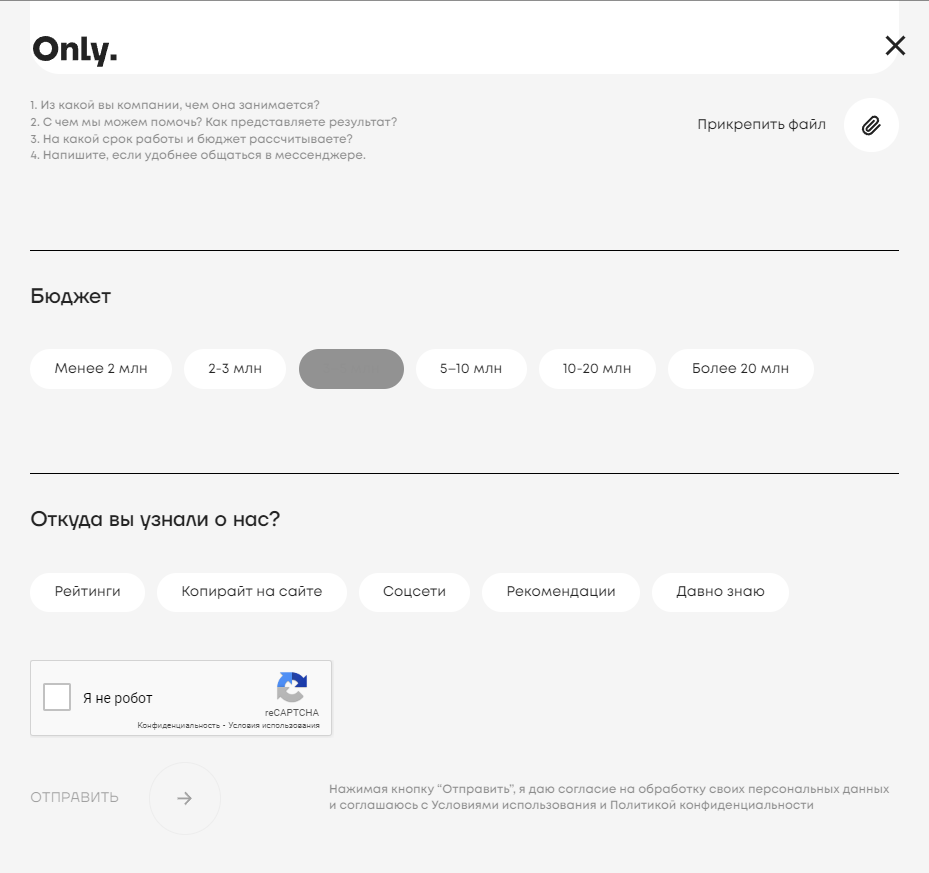 Only.
1. Из какой вы компании, чем она занимается?
2. С чем мы можем помочь? Как представляете результат?
3. На какой срок работы и бюджет рассчитываете?
4. Напишите, если удобнее общаться в мессенджере.
Прикрепить файл
Бюджет
Менее 2 млн
2-3 млн
5–10 млн
10-20 млн
Более 20 млн
Откуда вы узнали о нас?
Рейтинги
Копирайт на сайте
Соцсети
Рекомендации
Давно знаю
Я не робот
reCAPTCHA
Конфиденциальность - Условия использования
ОТПРАВИТЬ
Нажимая кнопку “Отправить”, я даю согласие на обработку своих персональных данных
и соглашаюсь с Условиями использования и Политикой конфиденциальности